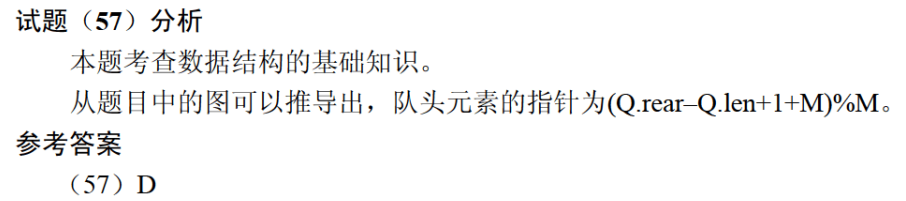 试题（57）分析
本题考查数据结构的基础知识。
从题目中的图可以推导出，队头元素的指针为(Q.rear–Q.len+1+M)%M。
参考答案
（57）D